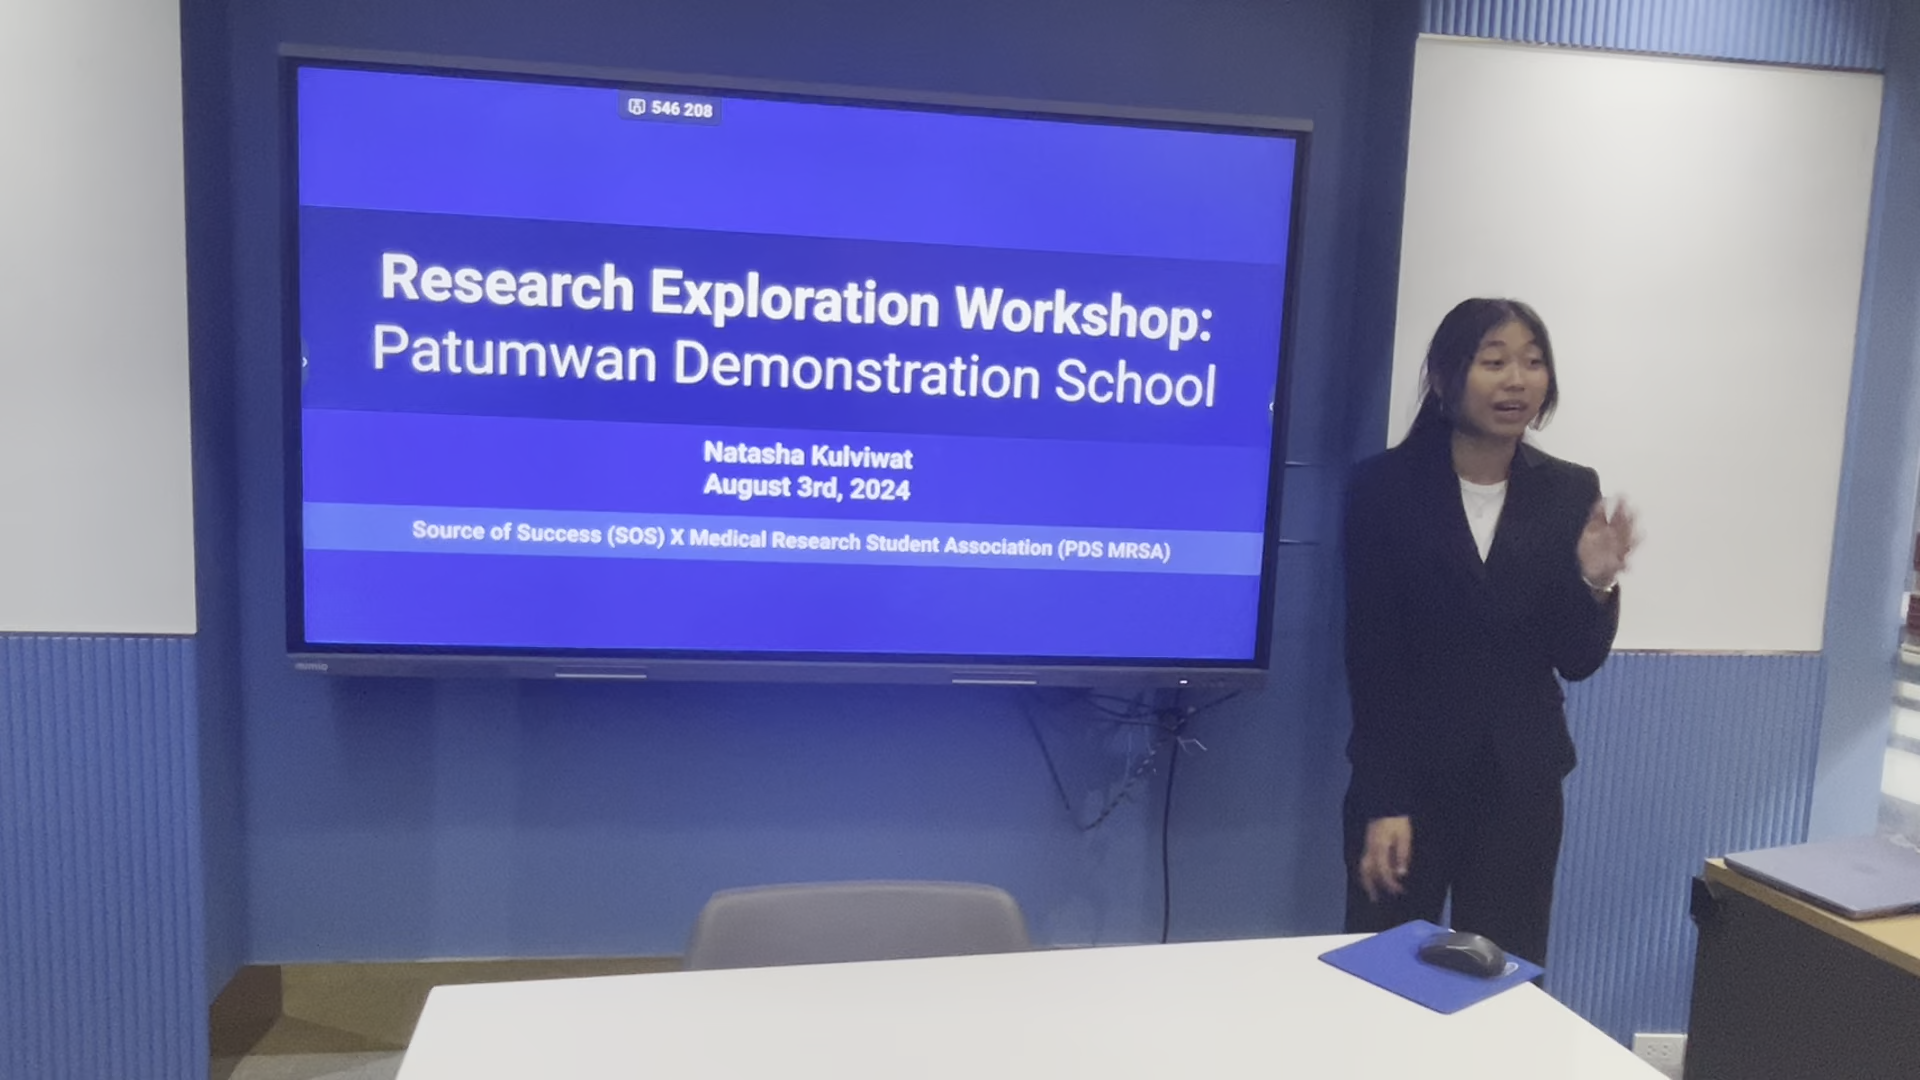 546 208
Research Exploration Workshop:
Patumwan Demonstration School
Natasha Kulviwat
August 3rd, 2024
Source of Success (SOS) X Medical Research Student Association (PDS MRSA)
mimio